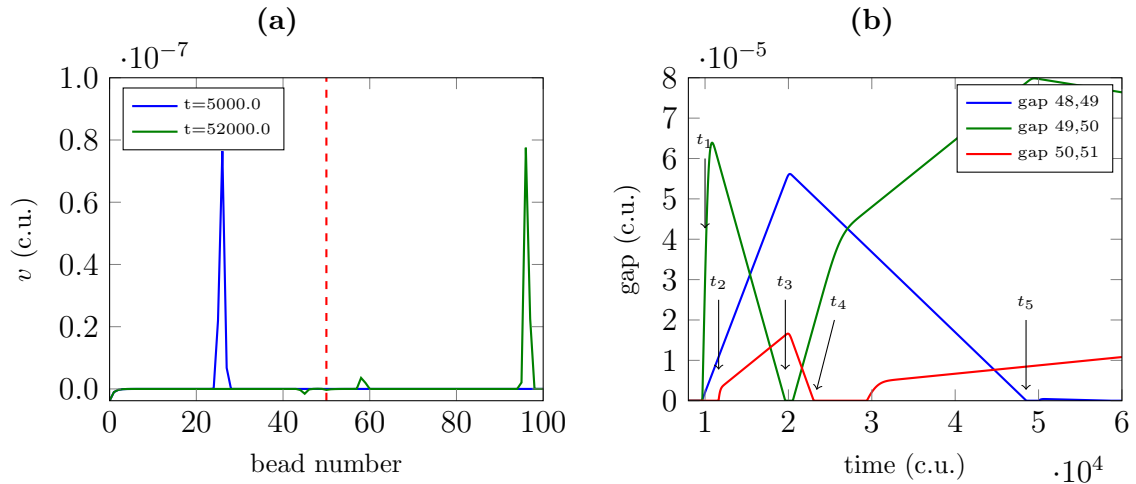 (a)
·10⁻⁷
1.0
0.8
0.6
0.4
0.2
0.0
v (c.u.)
t=5000.0
t=52000.0
0 20 40 60 80 100
bead number
(b)
·10⁻⁵
8
7
6
5
4
3
2
1
0
gap (c.u.)
gap 48,49
gap 49,50
gap 50,51
t₁
t₂ t₃ t₄ t₅
1 2 3 4 5 6
time (c.u.)
·10⁴